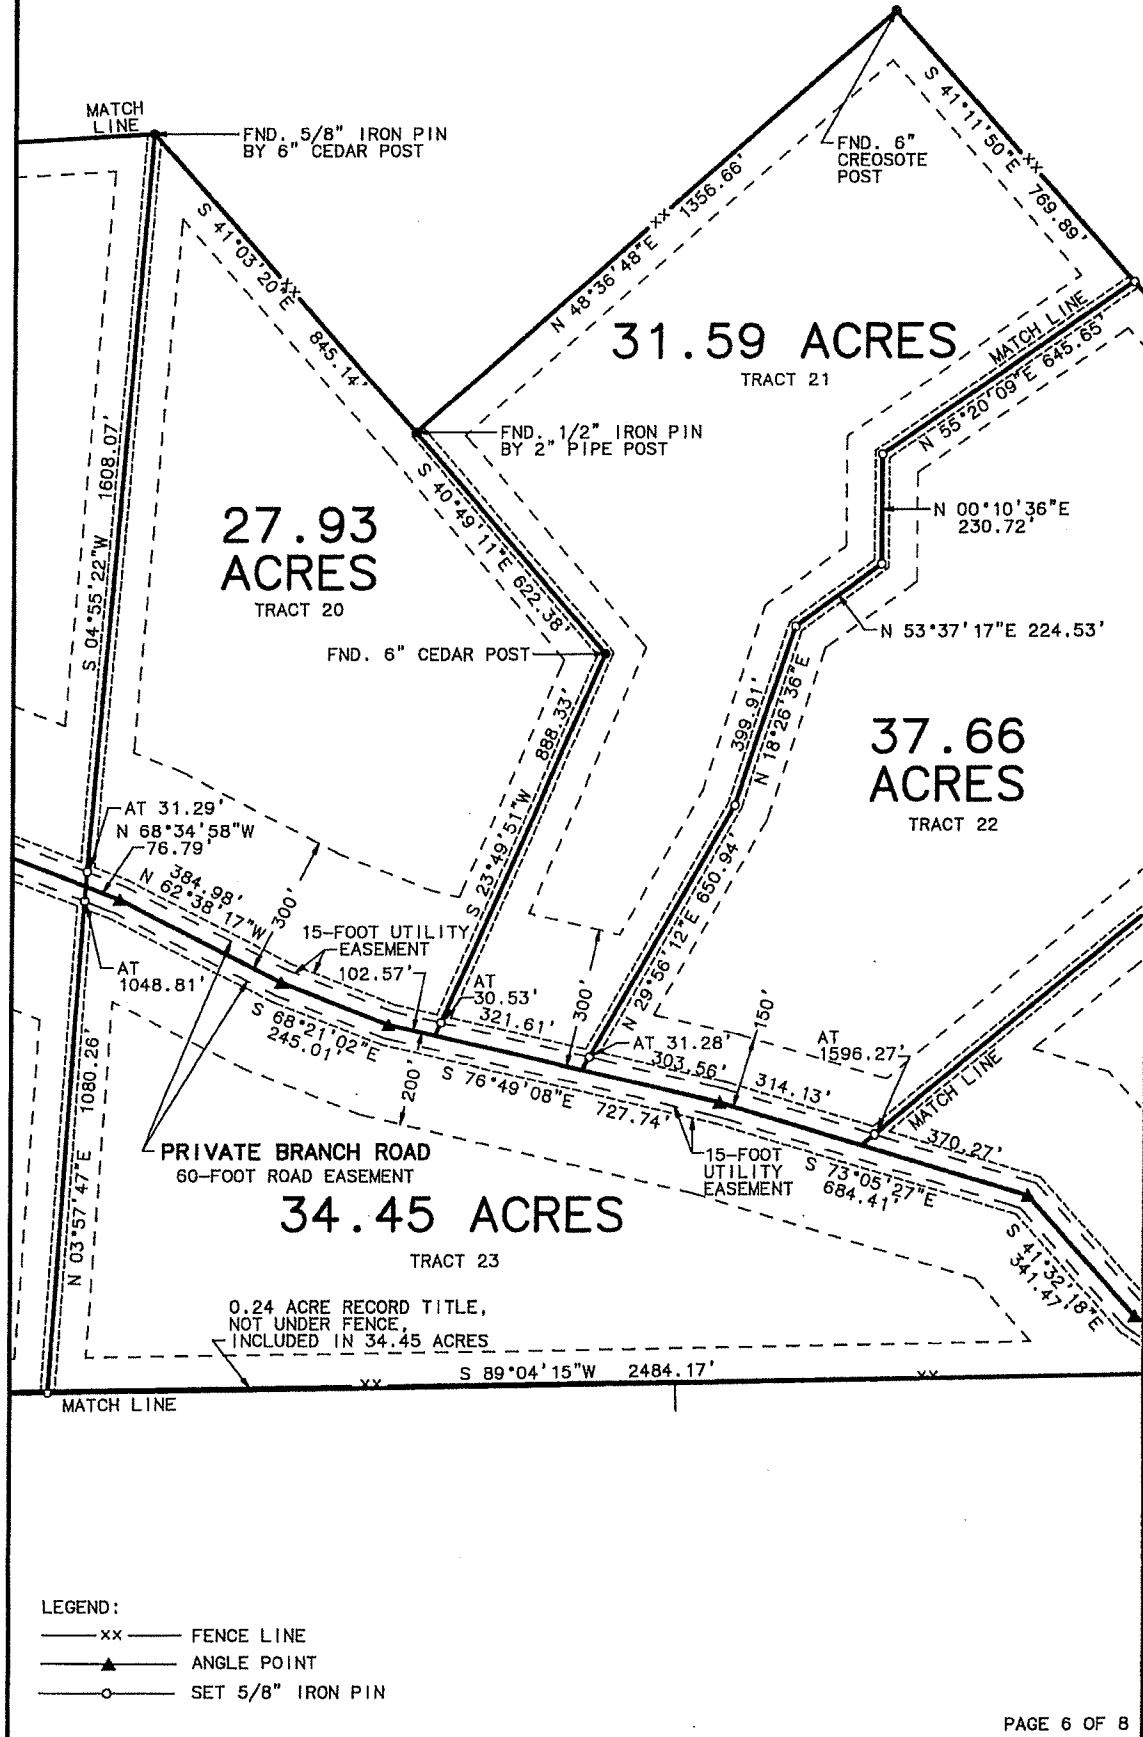 MATCH
LINE
FND. 5/8" IRON PIN
BY 6" CEDAR POST
FND. 6"
CREOSOTE
POST
S 41°11'50"E 769.89'
S 41°03'20"E 845.14'
N 48°36'48"E 1356.66'
31.59 ACRES
TRACT 21
MATCH LINE
N 55°20'09"E 645.65'
FND. 1/2" IRON PIN
BY 2" PIPE POST
S 04°55'22"W 1608.07'
S 40°49'11"E 622.38'
27.93
ACRES
TRACT 20
N 00°10'36"E
230.72'
N 53°37'17"E 224.53'
FND. 6" CEDAR POST
399.91'
N 18°26'36"E
37.66
ACRES
TRACT 22
888.33'
S 23°49'51"W
AT 31.29'
N 68°34'58"W
76.79'
384.98'
N 62°38'17"W
300'
15-FOOT UTILITY
EASEMENT
102.57'
N 29°56'12"E 650.94'
AT
1048.81'
AT
30.53'
321.61'
300'
AT 31.28'
303.56'
150'
AT
1596.27'
314.13'
MATCH LINE
S 68°21'02"E
245.01'
200'
S 76°49'08"E 727.74'
370.27'
N 03°57'47"E 1080.26'
PRIVATE BRANCH ROAD
60-FOOT ROAD EASEMENT
15-FOOT
UTILITY
EASEMENT
S 73°05'27"E
684.41'
34.45 ACRES
TRACT 23
S 41°32'18"E
341.47'
0.24 ACRE RECORD TITLE,
NOT UNDER FENCE,
INCLUDED IN 34.45 ACRES
S 89°04'15"W 2484.17'
xx
xx
MATCH LINE
LEGEND:
xx FENCE LINE
ANGLE POINT
SET 5/8" IRON PIN
PAGE 6 OF 8